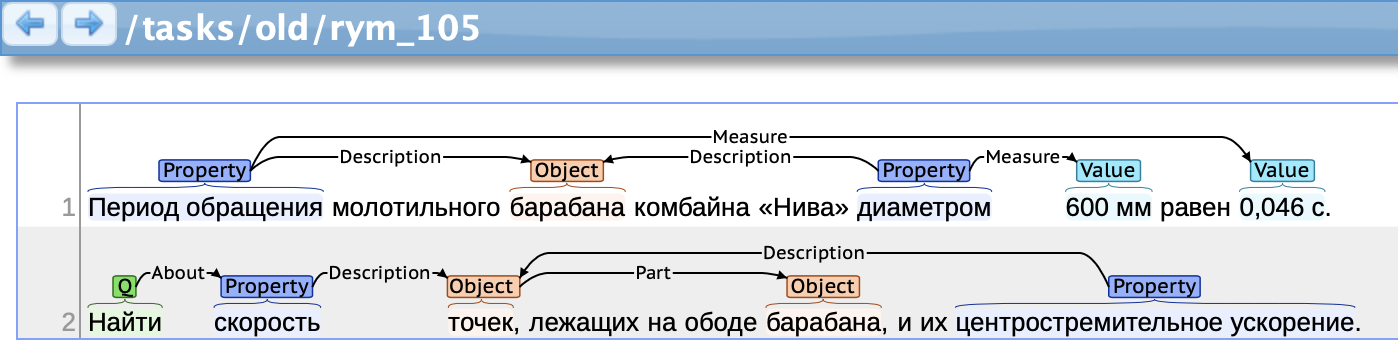 /tasks/old/rym_105
Measure
Description Description Measure
Property Object Property Value Value
1 Период обращения молотильного барабана комбайна «Нива» диаметром 600 мм равен 0,046 с.
Description
About Description Part
Q Property Object Object Property
2 Найти скорость точек, лежащих на ободе барабана, и их центростремительное ускорение.